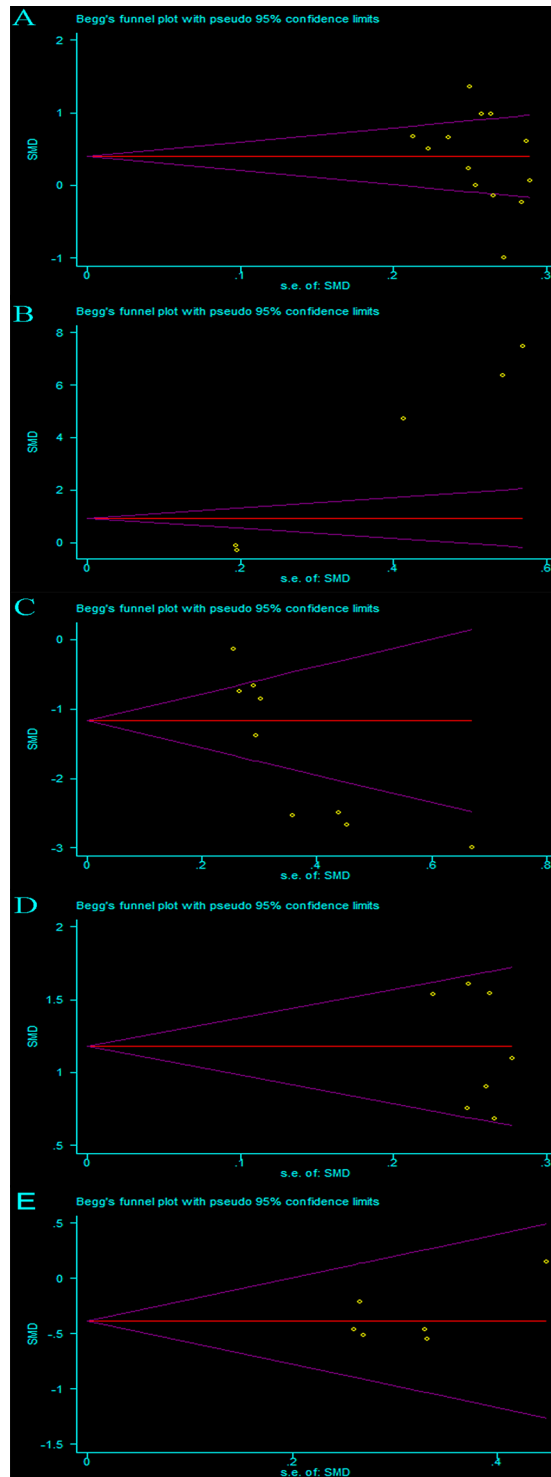 A
Begg's funnel plot with pseudo 95% confidence limits
SMD
2
1
0
-1
0 .1 .2 .3
s.e. of: SMD
B
Begg's funnel plot with pseudo 95% confidence limits
SMD
8
6
4
2
0
0 .2 .4 .6
s.e. of: SMD
C
Begg's funnel plot with pseudo 95% confidence limits
SMD
0
-1
-2
-3
0 .2 .4 .6 .8
s.e. of: SMD
D
Begg's funnel plot with pseudo 95% confidence limits
SMD
2
1.5
1
.5
0 .1 .2 .3
s.e. of: SMD
E
Begg's funnel plot with pseudo 95% confidence limits
SMD
.5
0
-.5
-1
-1.5
0 .2 .4
s.e. of: SMD